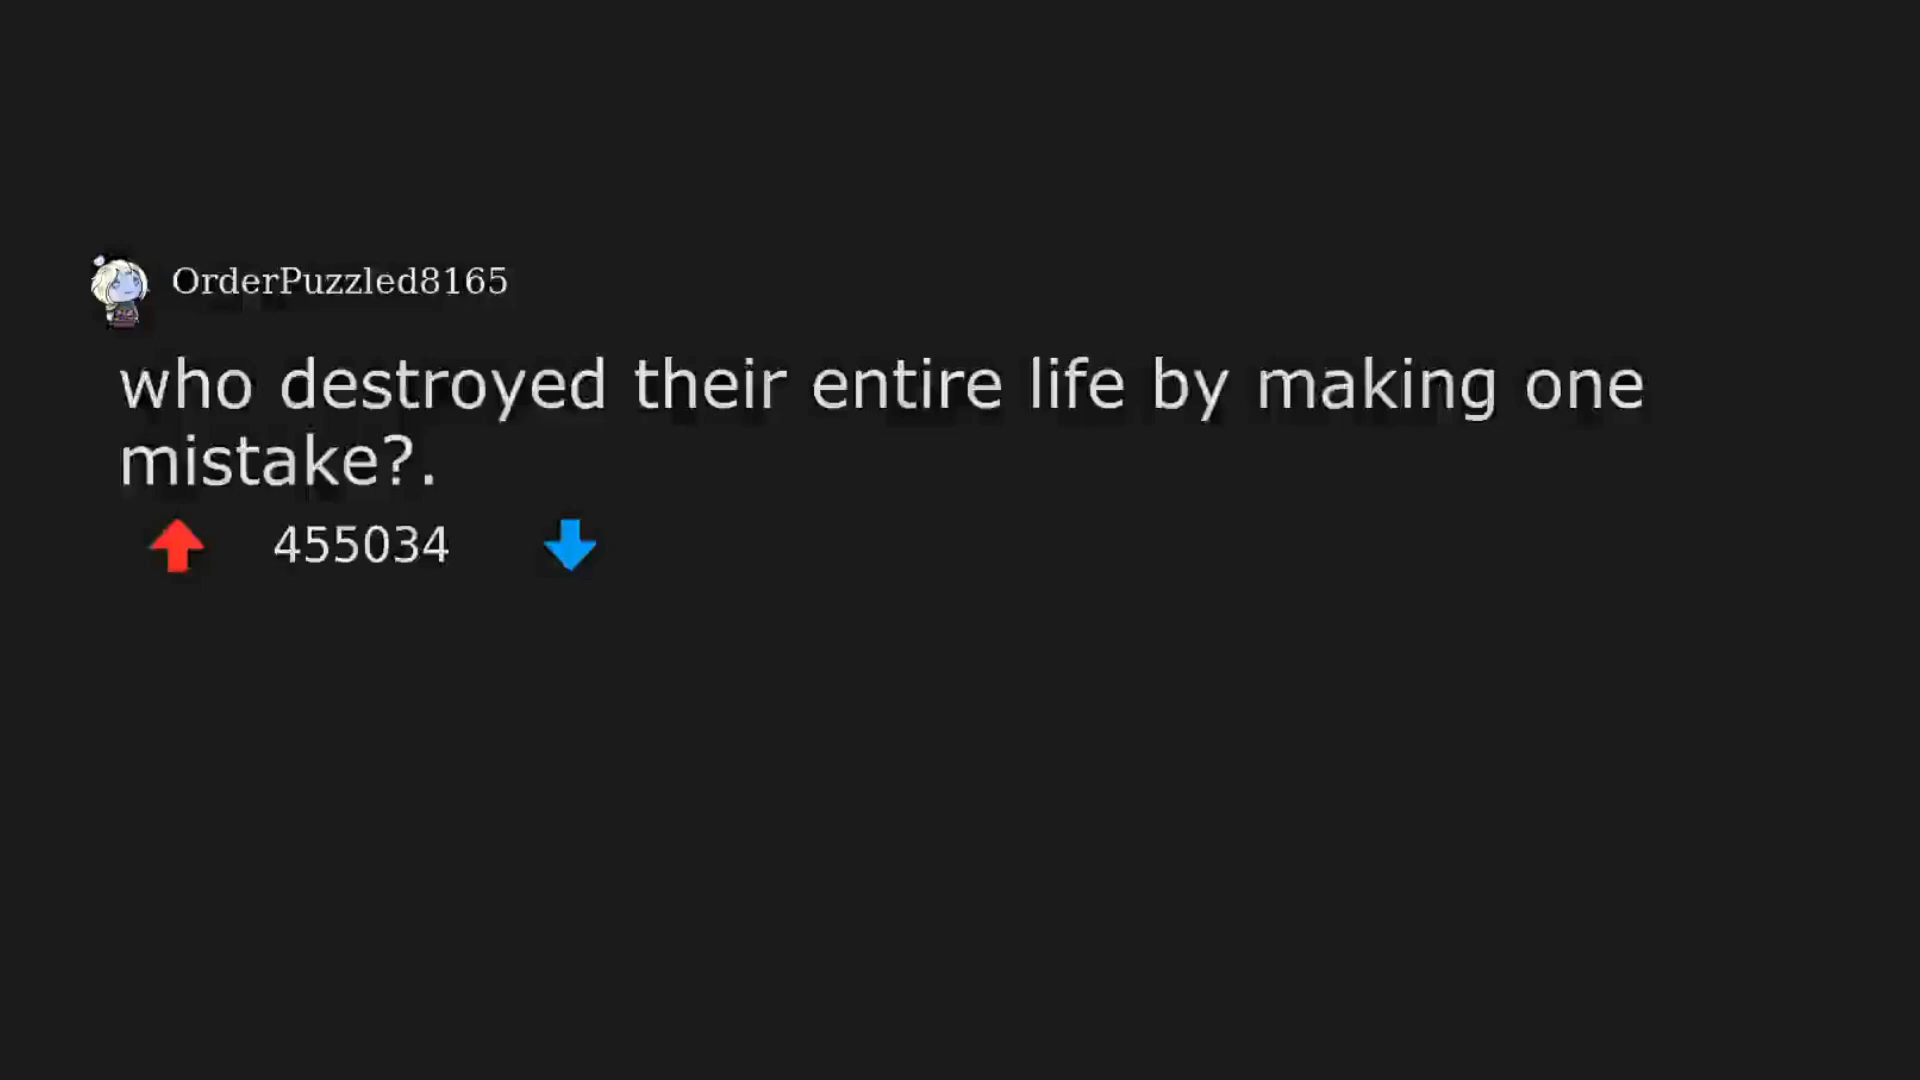 OrderPuzzled8165
who destroyed their entire life by making one
mistake?.
455034